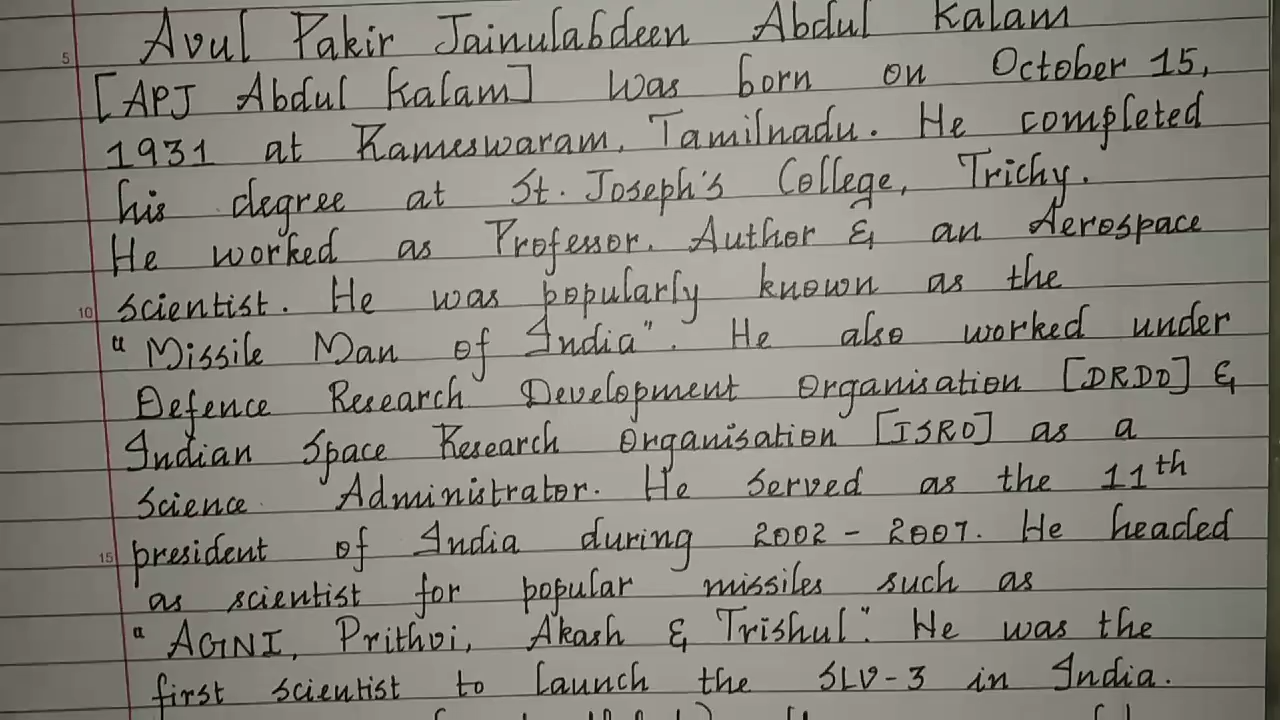 Avul Pakir Jainulabdeen Abdul Kalam
5
[APJ Abdul Kalam] was born on October 15,
1931 at Rameswaram, Tamilnadu. He completed
his degree at St. Joseph's College, Trichy.
He worked as Professor. Author & an Aerospace
10 scientist. He was popularly known as the
"Missile Man of India". He also worked under
Defence Research Development Organisation [DRDO] &
Indian Space Research Organisation [ISRO] as a
Science Administrator. He served as the 11th
15 president of India during 2002 - 2007. He headed
as scientist for popular missiles such as
"AGNI, Prithvi, Akash & Trishul". He was the
first scientist to launch the SLV-3 in India.